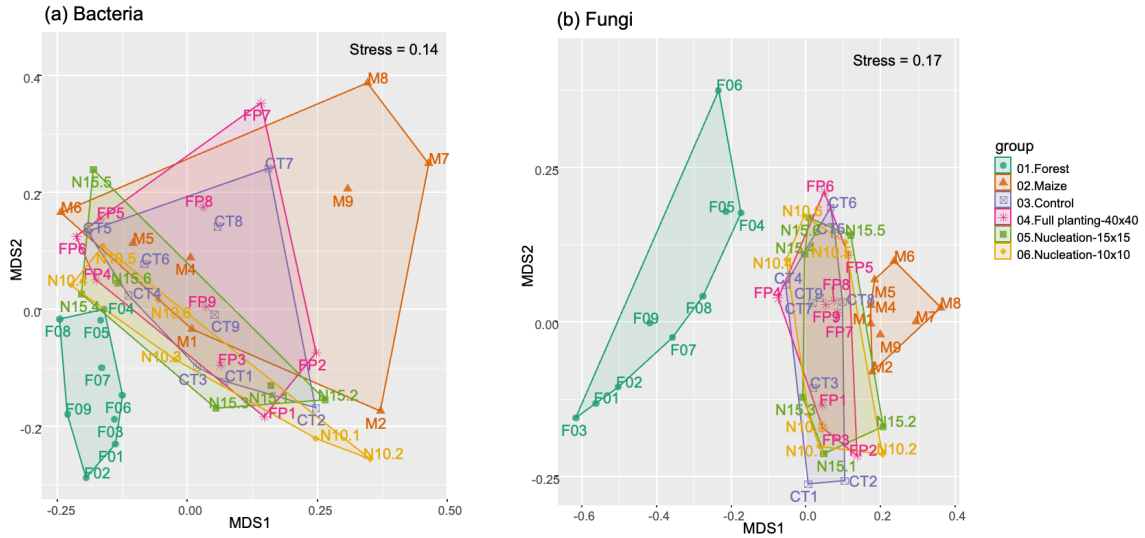 (a) Bacteria
Stress = 0.14
M8
FP7
M7
CT7
N15.5
M9
FP8
M6
FP5
CT8
CT5
M5
FP6
N10.5
CT6
M4
FP4
N10.4
N15.6
CT4
N15.4
F04
N10.6
FP9
F08
F05
CT9
M1
N10.3
FP3
FP2
F07
CT3
CT1
N15.3
N15.2
FP1
CT2
M2
F09
F06
F03
N10.1
F01
N10.2
F02
0.4
0.2
0.0
-0.2
MDS2
-0.25
0.00
0.25
0.50
MDS1
(b) Fungi
Stress = 0.17
F06
F05
F04
FP6
CT6
N15.6
CT5
N15.5
N15.4
N10.5
N10.4
FP5
M6
CT4
FP4
FP8
M5
CT9
CT8
M4
M8
CT7
F08
F09
FP9
M1
M7
FP7
F07
M9
M2
F02
CT3
F01
FP1
N15.3
F03
N15.2
FP3
FP2
N10.2
N15.1
CT1
CT2
0.25
0.00
-0.25
MDS2
-0.6
-0.4
-0.2
0.0
0.2
0.4
MDS1
group
01.Forest
02.Maize
03.Control
04.Full planting-40x40
05.Nucleation-15x15
06.Nucleation-10x10